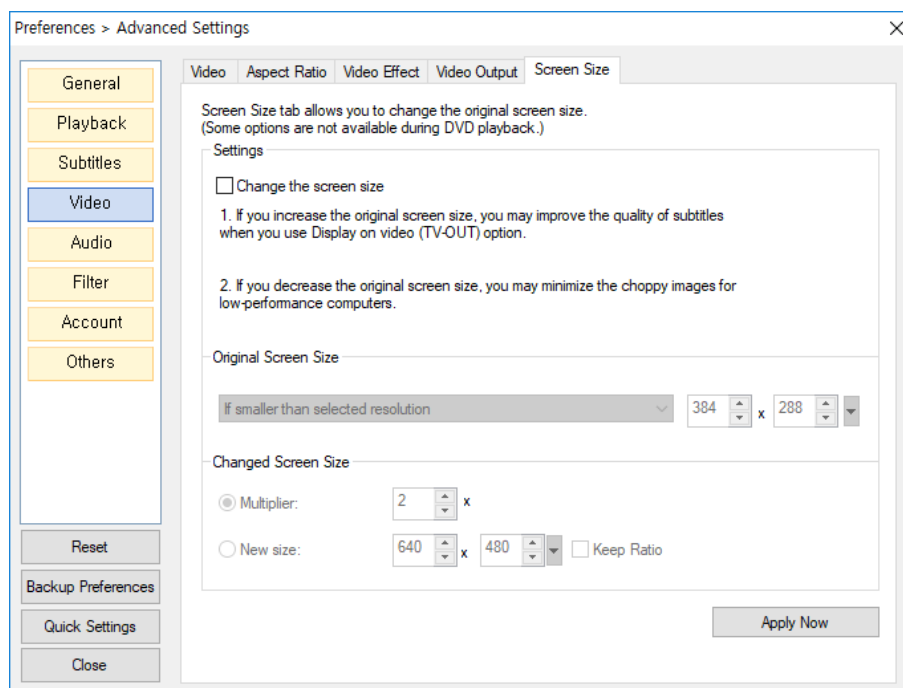 Preferences > Advanced Settings
General
Playback
Subtitles
Video
Audio
Filter
Account
Others
Reset
Backup Preferences
Quick Settings
Close
Video Aspect Ratio Video Effect Video Output Screen Size
Screen Size tab allows you to change the original screen size.
(Some options are not available during DVD playback.)
Settings
Change the screen size
1. If you increase the original screen size, you may improve the quality of subtitles
when you use Display on video (TV-OUT) option.
2. If you decrease the original screen size, you may minimize the choppy images for
low-performance computers.
Original Screen Size
If smaller than selected resolution 384 x 288
Changed Screen Size
Multiplier: 2 x
New size: 640 x 480 Keep Ratio
Apply Now